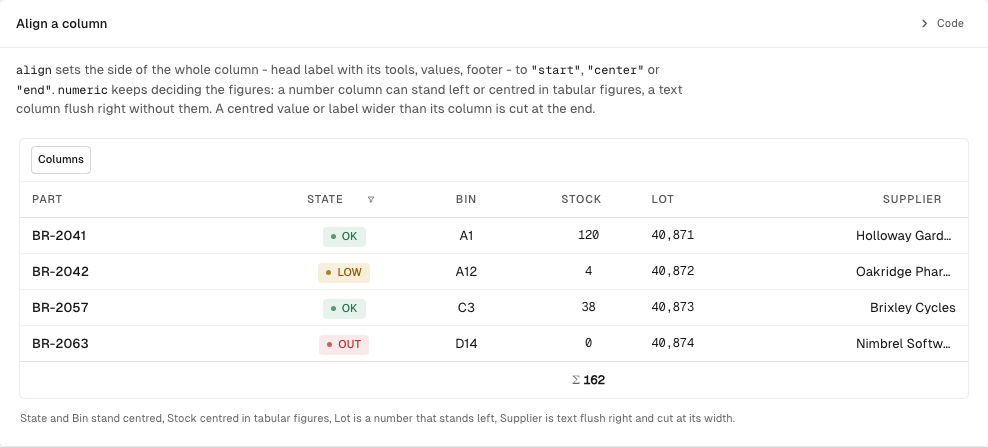 Align a column
Code
align sets the side of the whole column - head label with its tools, values, footer - to "start", "center" or
"end". numeric keeps deciding the figures: a number column can stand left or centred in tabular figures, a text
column flush right without them. A centred value or label wider than its column is cut at the end.
Columns
PART STATE BIN STOCK LOT SUPPLIER
BR-2041 OK A1 120 40,871 Holloway Gard…
BR-2042 LOW A12 4 40,872 Oakridge Phar…
BR-2057 OK C3 38 40,873 Brixley Cycles
BR-2063 OUT D14 0 40,874 Nimbrel Softw…
Σ 162
State and Bin stand centred, Stock centred in tabular figures, Lot is a number that stands left, Supplier is text flush right and cut at its width.